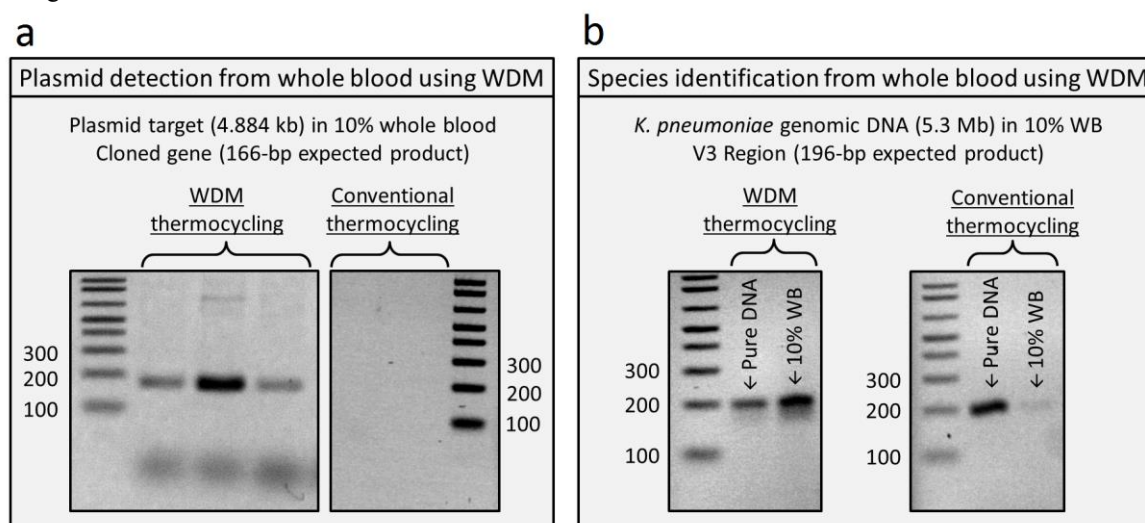 a
Plasmid detection from whole blood using WDM
Plasmid target (4.884 kb) in 10% whole blood
Cloned gene (166-bp expected product)
WDM
thermocycling
Conventional
thermocycling
300
200
100
300
200
100
b
Species identification from whole blood using WDM
K. pneumoniae genomic DNA (5.3 Mb) in 10% WB
V3 Region (196-bp expected product)
WDM
thermocycling
Conventional
thermocycling
← Pure DNA
← 10% WB
300
200
100
← Pure DNA
← 10% WB
300
200
100